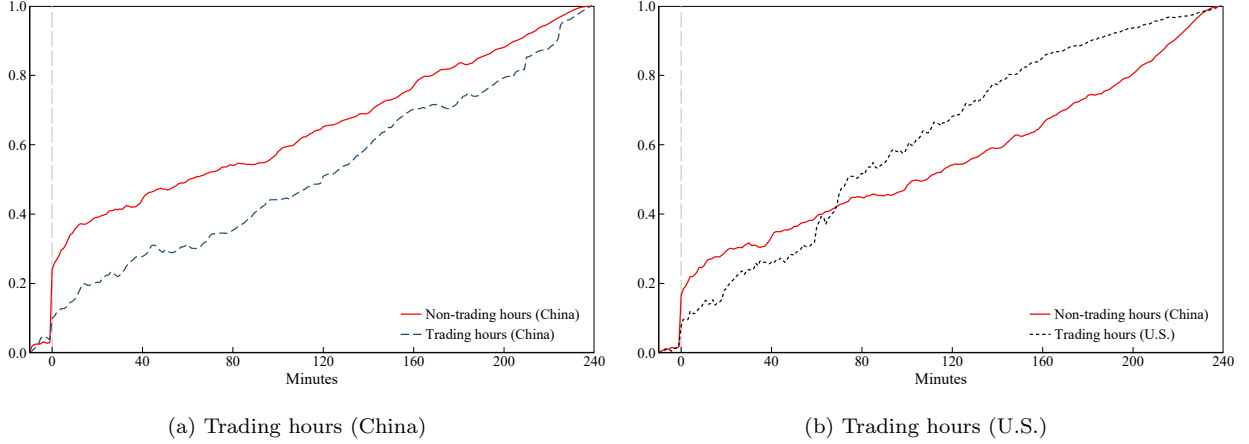 1.0
0.8
0.6
0.4
0.2
0.0
0 40 80 120 160 200 240
Minutes
Non-trading hours (China)
Trading hours (China)
(a) Trading hours (China)
1.0
0.8
0.6
0.4
0.2
0.0
0 40 80 120 160 200 240
Minutes
Non-trading hours (China)
Trading hours (U.S.)
(b) Trading hours (U.S.)